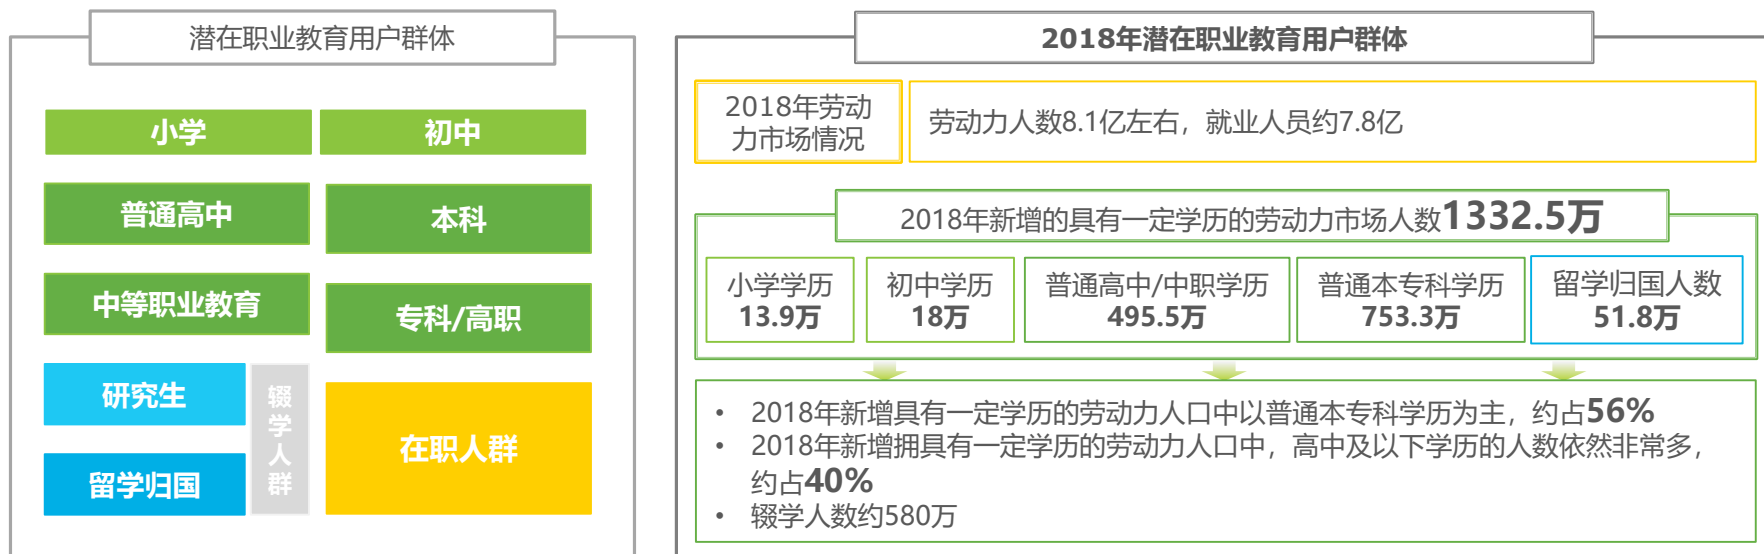 潜在职业教育用户群体
小学
初中
普通高中
本科
中等职业教育
专科/高职
研究生
辍学人群
留学归国
在职人群
2018年潜在职业教育用户群体
2018年劳动
力市场情况
劳动力人数8.1亿左右，就业人员约7.8亿
2018年新增的具有一定学历的劳动力市场人数1332.5万
小学学历
13.9万
初中学历
18万
普通高中/中职学历
495.5万
普通本专科学历
753.3万
留学归国人数
51.8万
• 2018年新增具有一定学历的劳动力人口中以普通本专科学历为主，约占56%
• 2018年新增拥具有一定学历的劳动力人口中，高中及以下学历的人数依然非常多，
约占40%
• 辍学人数约580万